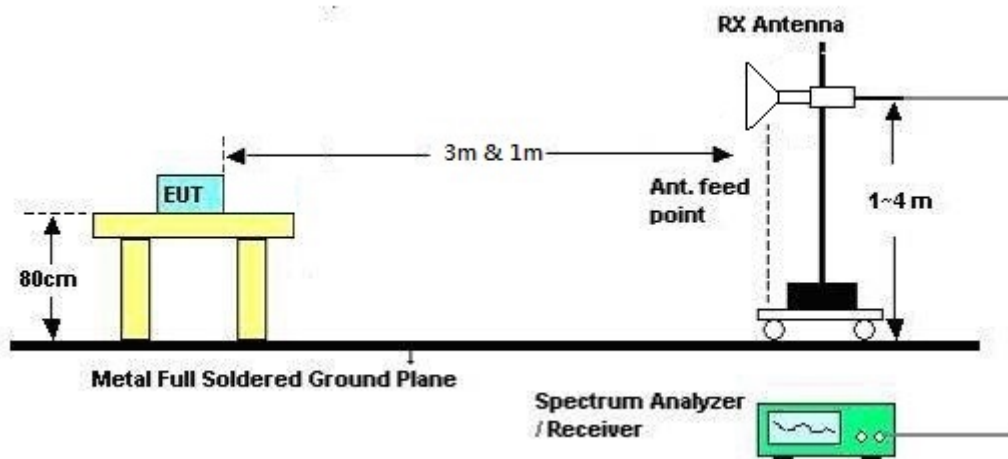 RX Antenna
3m & 1m
EUT
Ant. feed
point
1~4 m
80cm
Metal Full Soldered Ground Plane
Spectrum Analyzer
/ Receiver